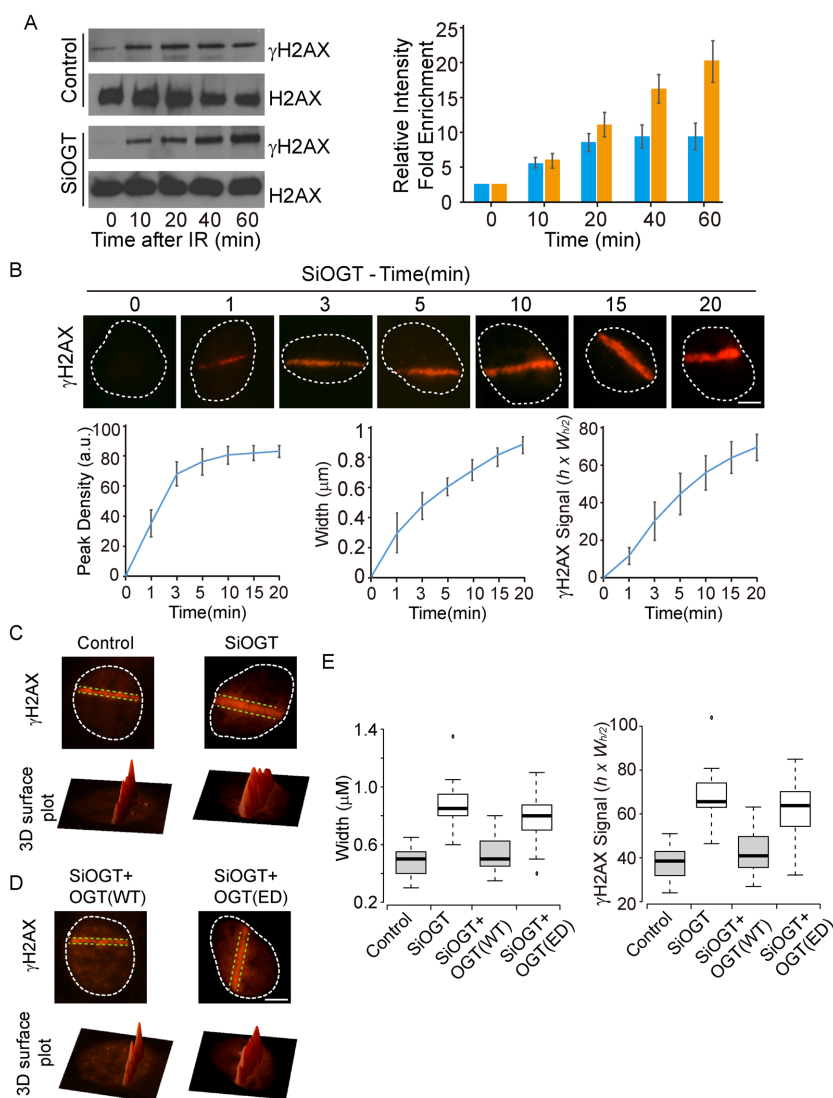 A
Control
γH2AX
H2AX
SiOGT
γH2AX
H2AX
0 10 20 40 60
Time after IR (min)
Relative Intensity
Fold Enrichment
25
20
15
10
5
0 10 20 40 60
Time (min)
B
SiOGT - Time(min)
0 1 3 5 10 15 20
γH2AX
Peak Density (a.u.)
100
80
60
40
20
0
0 1 3 5 10 15 20
Time(min)
Width (μm)
1
0.8
0.6
0.4
0.2
0
0 1 3 5 10 15 20
Time(min)
γH2AX Signal (h x Wh/2)
80
60
40
20
0
0 1 3 5 10 15 20
Time(min)
C
Control
SiOGT
γH2AX
3D surface
plot
D
SiOGT+
OGT(WT)
SiOGT+
OGT(ED)
γH2AX
3D surface
plot
E
Width (μM)
1.4
1.0
0.6
0.2
Control
SiOGT
SiOGT+
OGT(WT)
SiOGT+
OGT(ED)
γH2AX Signal (h x Wh/2)
100
80
60
40
20
Control
SiOGT
SiOGT+
OGT(WT)
SiOGT+
OGT(ED)